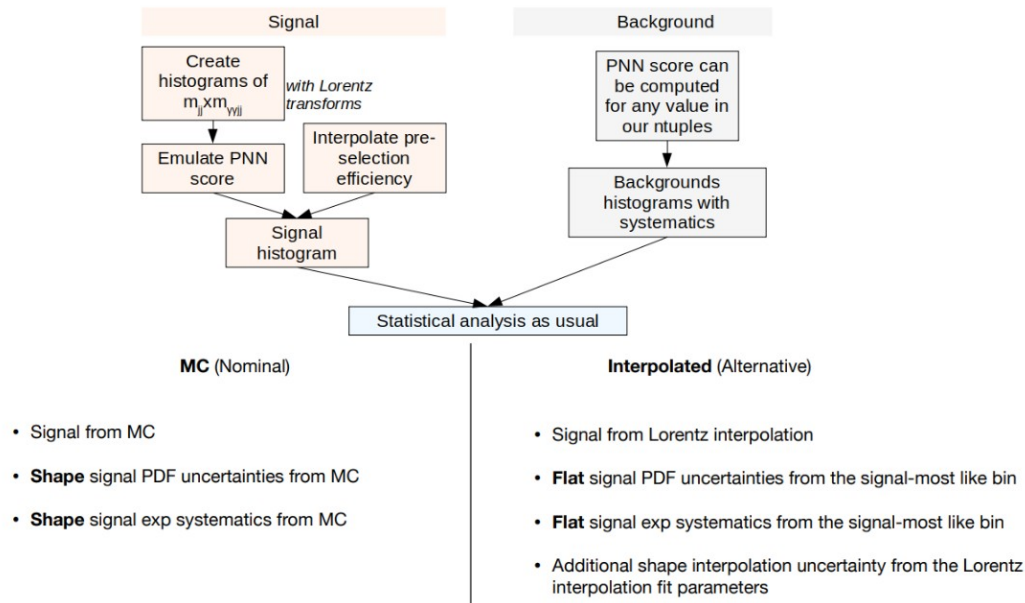 Signal
Background
Create
histograms of
m_jj x m_γγjj
with Lorentz
transforms
PNN score can
be computed
for any value in
our ntuples
Emulate PNN
score
Interpolate pre-
selection
efficiency
Backgrounds
histograms with
systematics
Signal
histogram
Statistical analysis as usual
MC (Nominal)
• Signal from MC
• Shape signal PDF uncertainties from MC
• Shape signal exp systematics from MC
Interpolated (Alternative)
• Signal from Lorentz interpolation
• Flat signal PDF uncertainties from the signal-most like bin
• Flat signal exp systematics from the signal-most like bin
• Additional shape interpolation uncertainty from the Lorentz
interpolation fit parameters